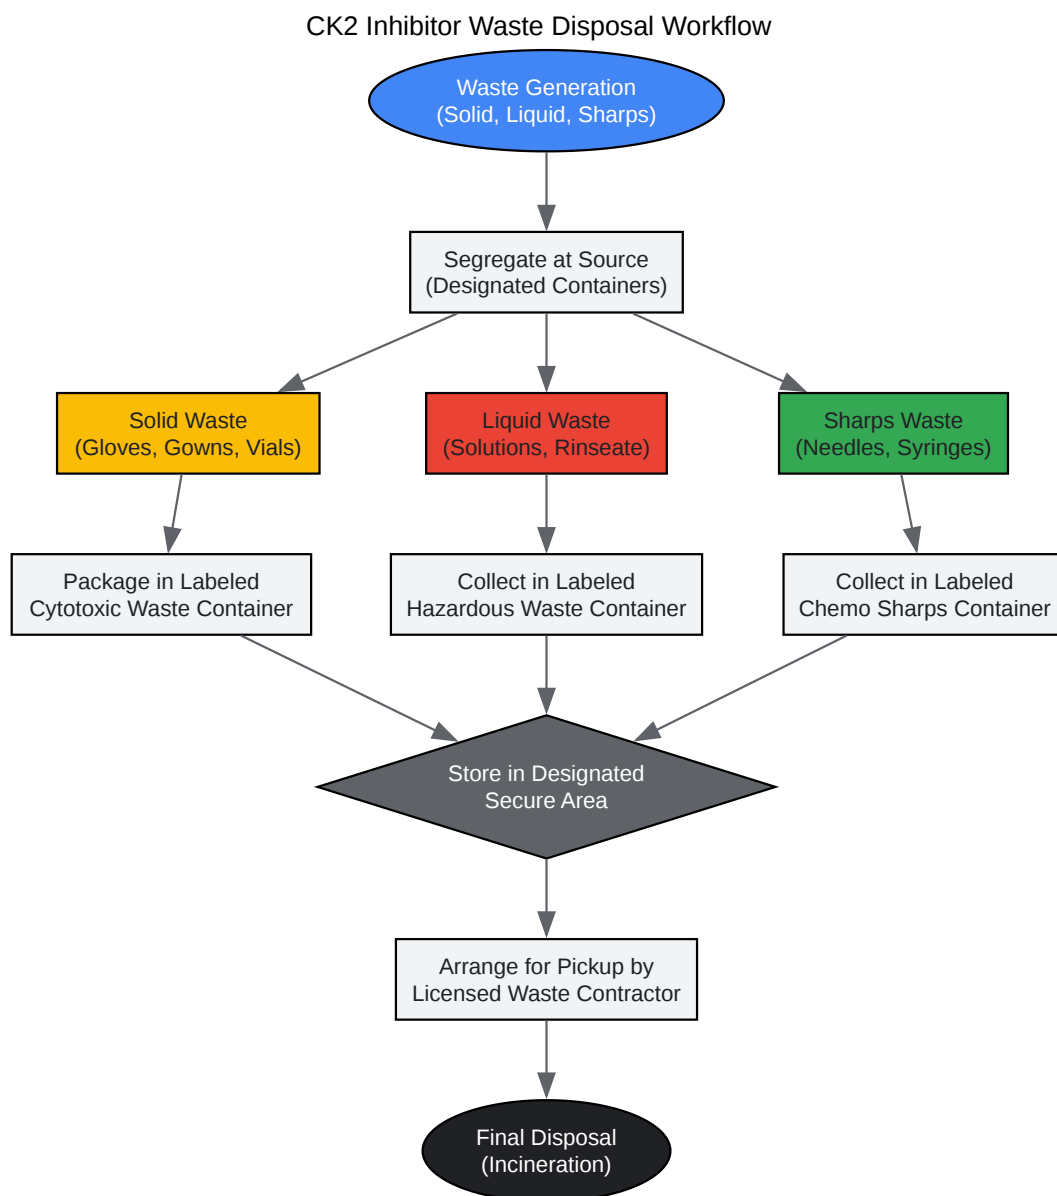 CK2 Inhibitor Waste Disposal Workflow
Waste Generation
(Solid, Liquid, Sharps)
Segregate at Source
(Designated Containers)
Solid Waste
(Gloves, Gowns, Vials)
Liquid Waste
(Solutions, Rinseate)
Sharps Waste
(Needles, Syringes)
Package in Labeled
Cytotoxic Waste Container
Collect in Labeled
Hazardous Waste Container
Collect in Labeled
Chemo Sharps Container
Store in Designated
Secure Area
Arrange for Pickup by
Licensed Waste Contractor
Final Disposal
(Incineration)